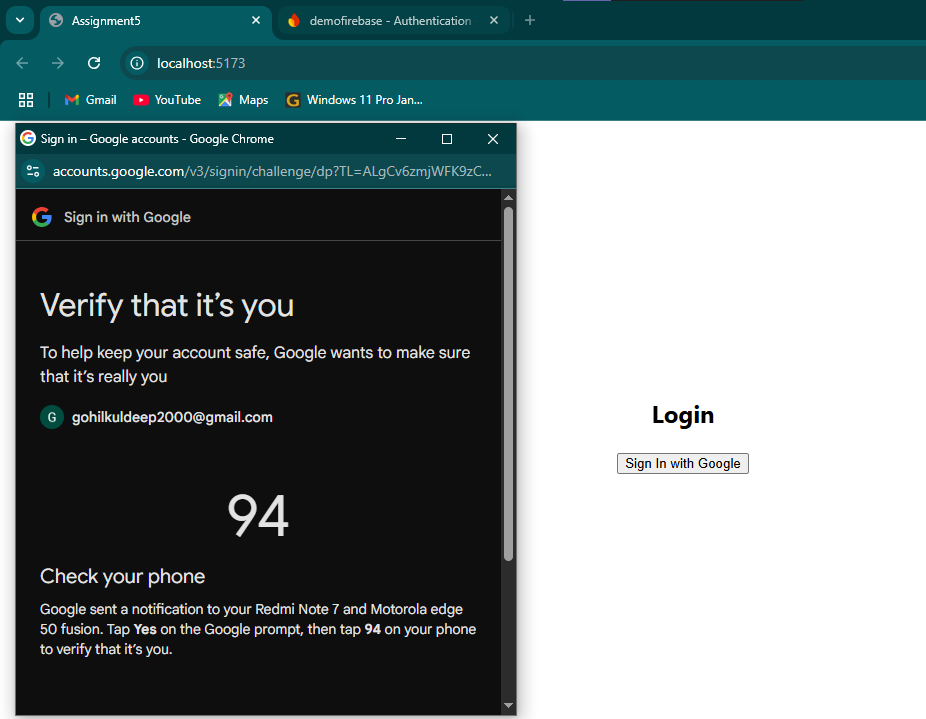 Assignment5
demofirebase - Authentication
localhost:5173
Gmail
YouTube
Maps
Windows 11 Pro Jan...
Sign in – Google accounts - Google Chrome
accounts.google.com/v3/signin/challenge/dp?TL=ALgCv6zmjWFK9zC...
Sign in with Google
Verify that it's you
To help keep your account safe, Google wants to make sure
that it's really you
G gohilkuldeep2000@gmail.com
94
Check your phone
Google sent a notification to your Redmi Note 7 and Motorola edge
50 fusion. Tap Yes on the Google prompt, then tap 94 on your phone
to verify that it's you.
Login
Sign In with Google